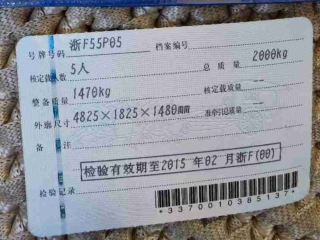 号牌号码 浙F55P05 档案编号
核定载人数 5人 总质量 2000kg
整备质量 1470kg 核定载质量
外廓尺寸 4825×1825×1480mm 准牵引总质量
备注
检验有效期至2015年02月浙F(00)
检验记录
*3370010385137*